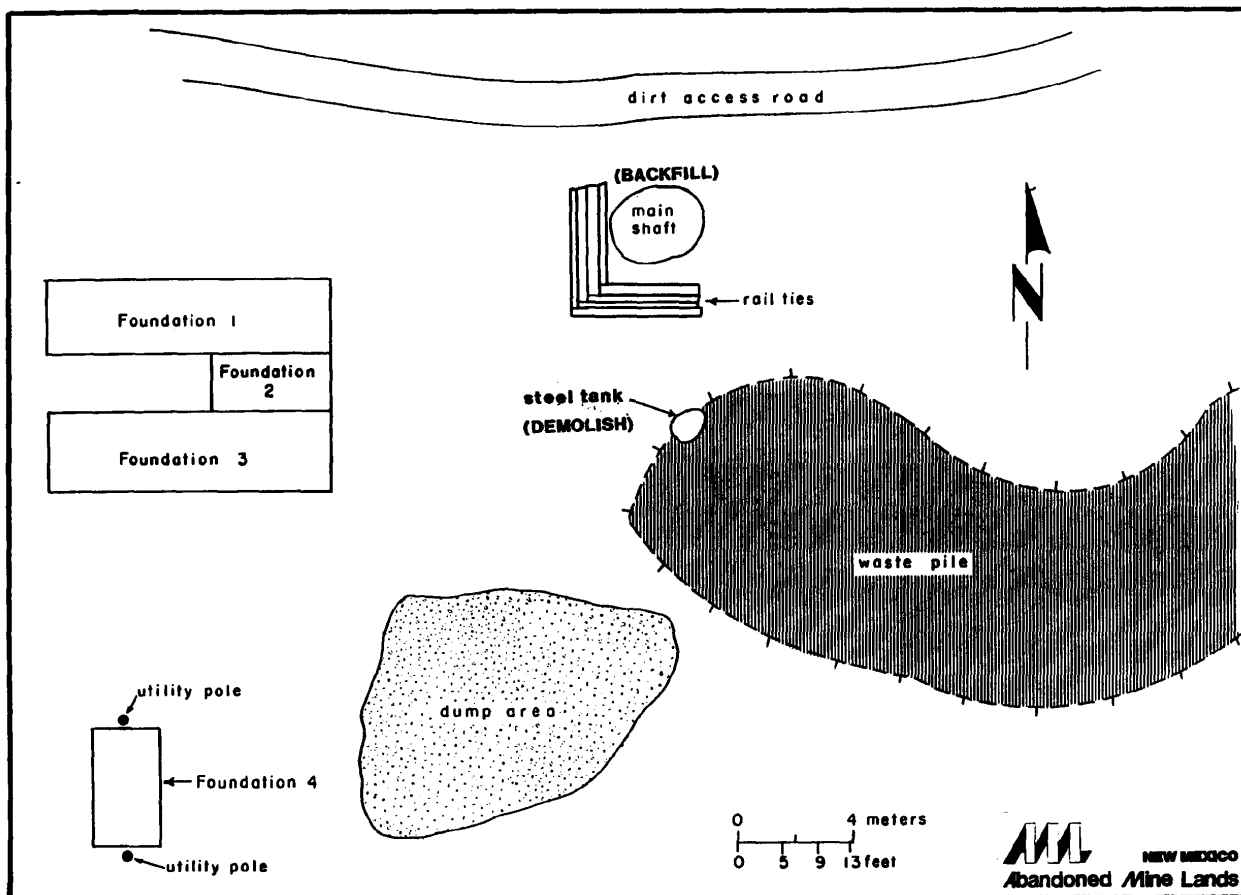 dirt access road
(BACKFILL)
main
shaft
rail ties
N
Foundation 1
Foundation
2
Foundation 3
steel tank
(DEMOLISH)
waste pile
dump area
utility pole
Foundation 4
utility pole
0 4 meters
0 5 9 13 feet
AML
NEW MEXICO
Abandoned Mine Lands